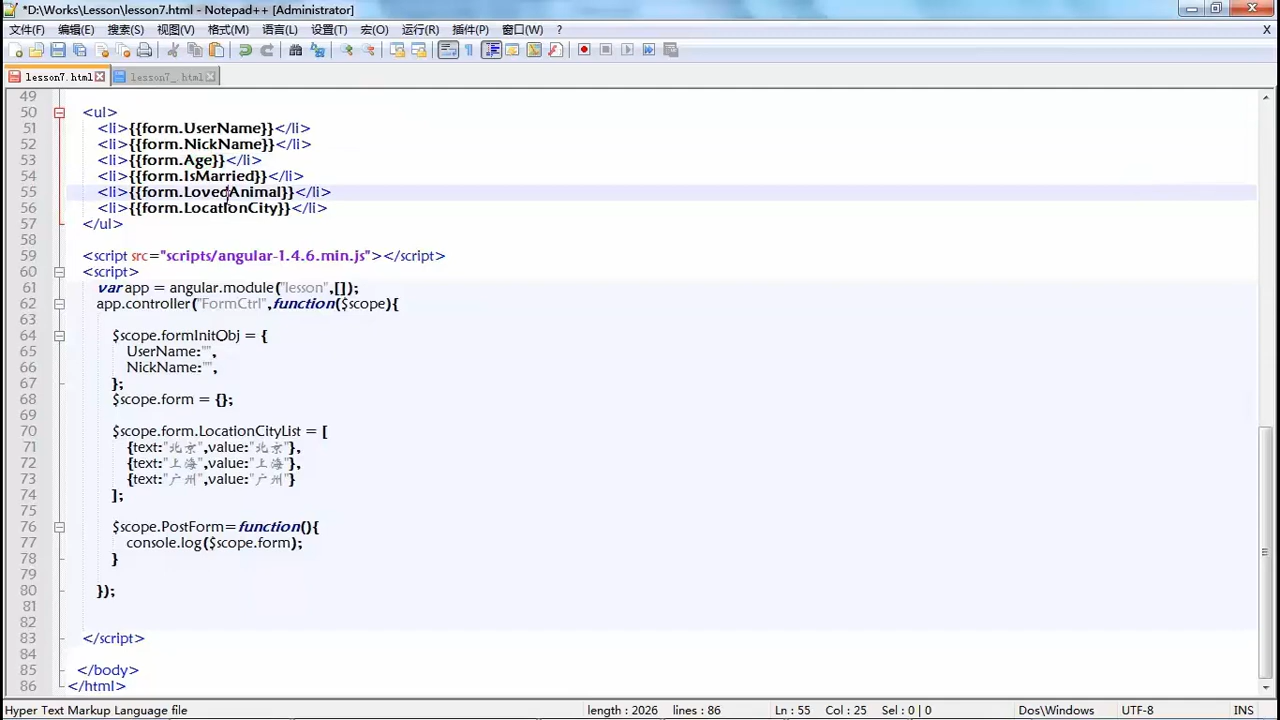 *D:\Works\Lesson\lesson7.html - Notepad++ [Administrator]
文件(F) 编辑(E) 搜索(S) 视图(V) 格式(M) 语言(L) 设置(T) 宏(O) 运行(R) 插件(P) 窗口(W) ? X
lesson7.html lesson7_.html
49
50 <ul>
51 <li>{{form.UserName}}</li>
52 <li>{{form.NickName}}</li>
53 <li>{{form.Age}}</li>
54 <li>{{form.IsMarried}}</li>
55 <li>{{form.LovedAnimal}}</li>
56 <li>{{form.LocationCity}}</li>
57 </ul>
58
59 <script src="scripts/angular-1.4.6.min.js"></script>
60 <script>
61 var app = angular.module("lesson",[]);
62 app.controller("FormCtrl",function($scope){
63
64 $scope.formInitObj = {
65 UserName:"",
66 NickName:"",
67 };
68 $scope.form = {};
69
70 $scope.form.LocationCityList = [
71 {text:"北京",value:"北京"},
72 {text:"上海",value:"上海"},
73 {text:"广州",value:"广州"}
74 ];
75
76 $scope.PostForm=function(){
77 console.log($scope.form);
78 }
79
80 });
81
82
83 </script>
84
85 </body>
86 </html>
Hyper Text Markup Language file length : 2026 lines : 86 Ln : 55 Col : 25 Sel : 0 | 0 Dos\Windows UTF-8 INS